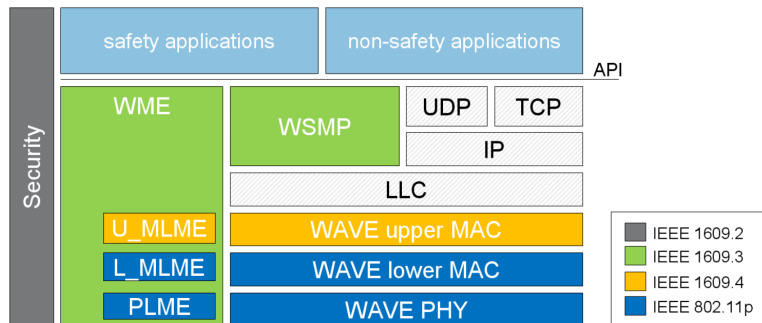 safety applications
non-safety applications
API
Security
WME
WSMP
UDP
TCP
IP
LLC
U_MLME
WAVE upper MAC
L_MLME
WAVE lower MAC
PLME
WAVE PHY
IEEE 1609.2
IEEE 1609.3
IEEE 1609.4
IEEE 802.11p